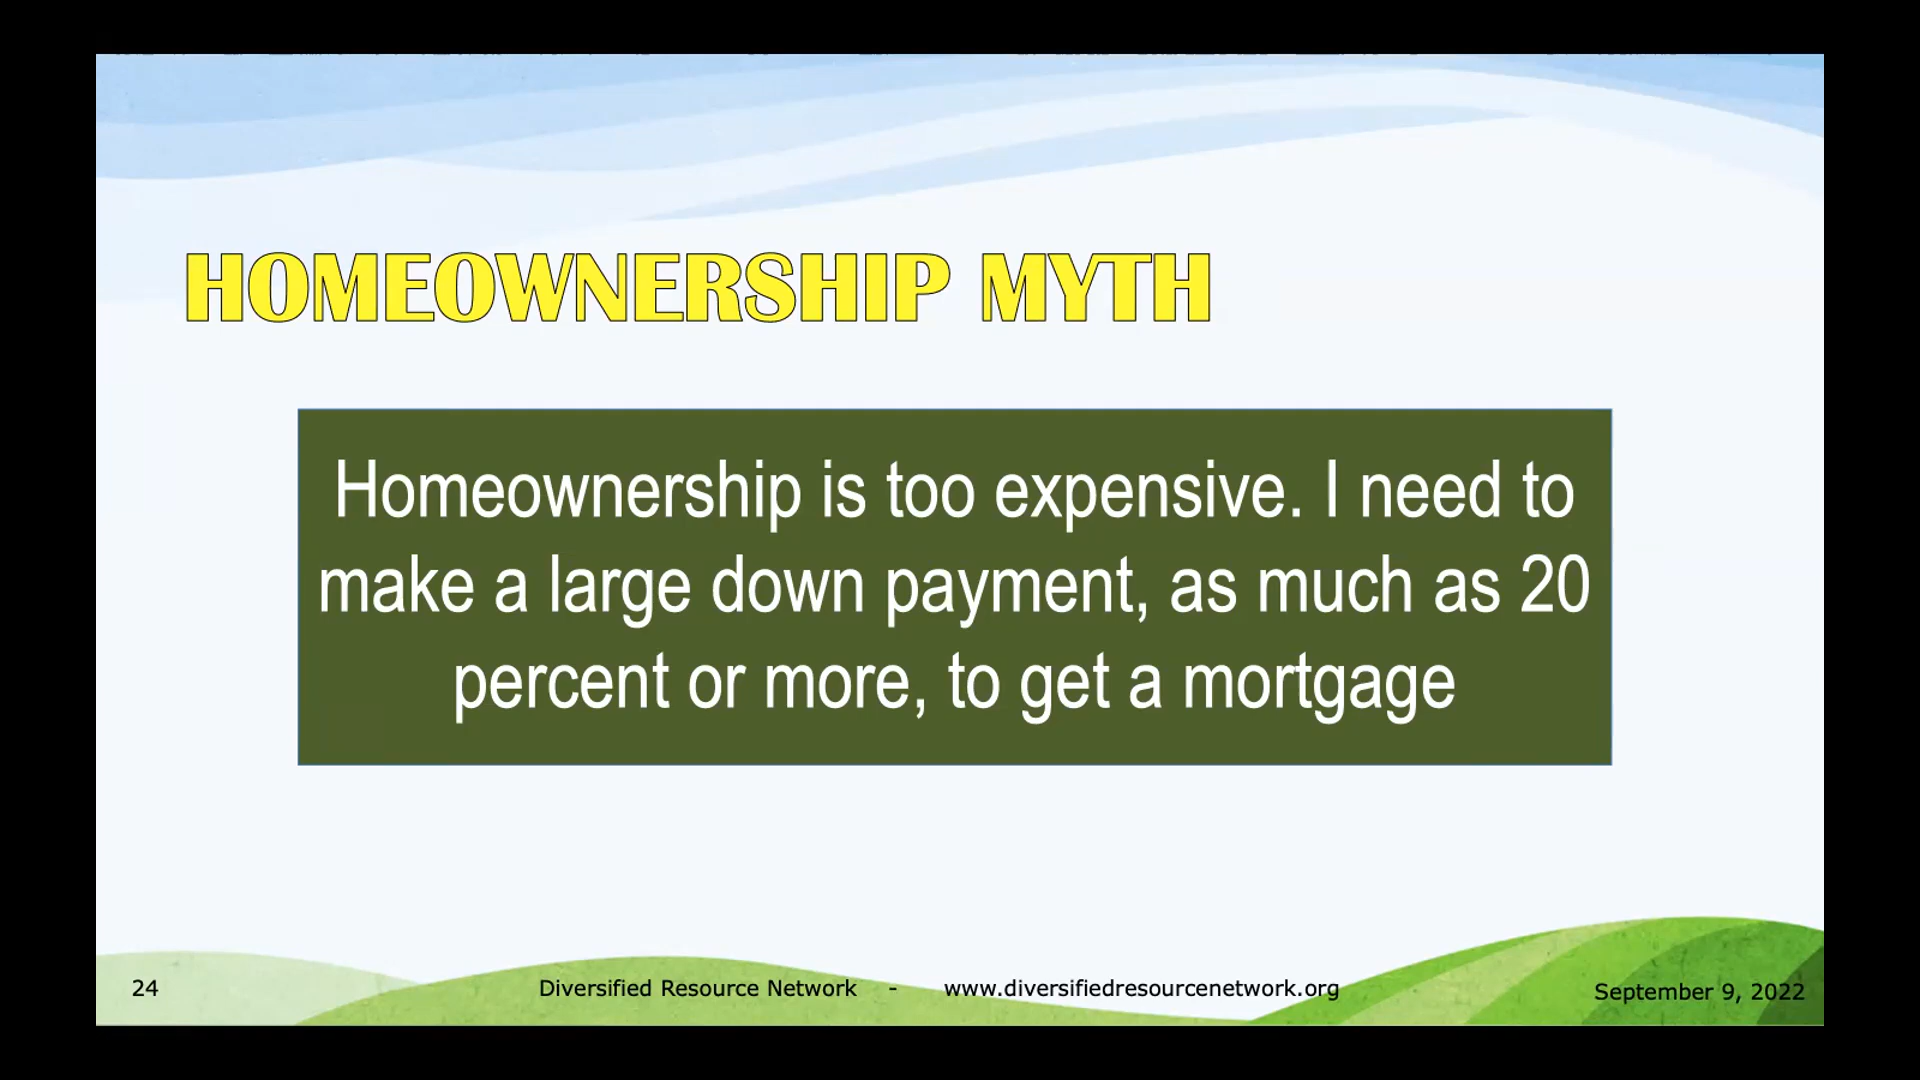 HOMEOWNERSHIP MYTH
Homeownership is too expensive. I need to
make a large down payment, as much as 20
percent or more, to get a mortgage
24
Diversified Resource Network - www.diversifiedresourcenetwork.org
September 9, 2022